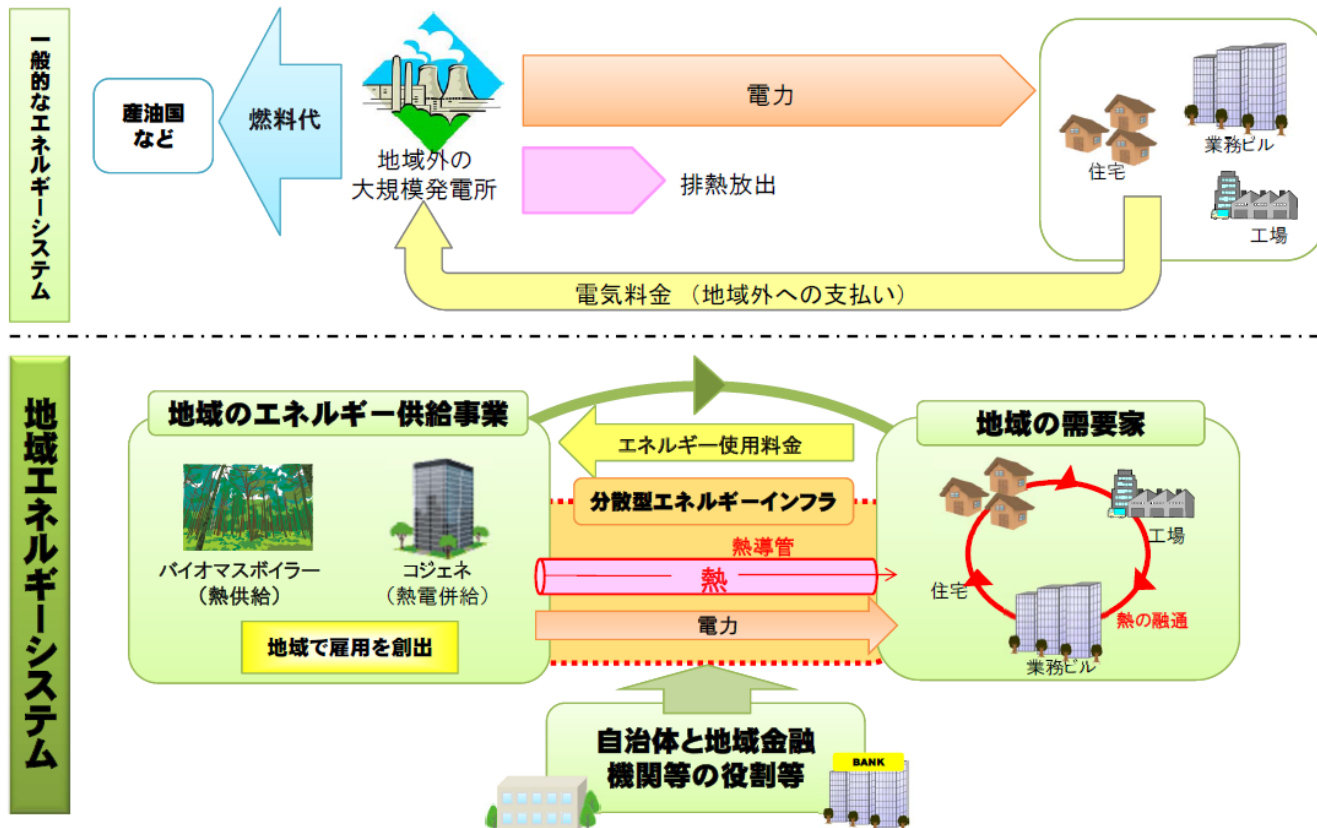 一般的なエネルギーシステム
産油国
など
燃料代
地域外の
大規模発電所
電力
排熱放出
住宅
業務ビル
工場
電気料金 （地域外への支払い）
地域エネルギーシステム
地域のエネルギー供給事業
バイオマスボイラー
（熱供給）
コジェネ
（熱電併給）
地域で雇用を創出
エネルギー使用料金
分散型エネルギーインフラ
熱導管
熱
電力
地域の需要家
工場
住宅
熱の融通
業務ビル
自治体と地域金融
機関等の役割等
BANK